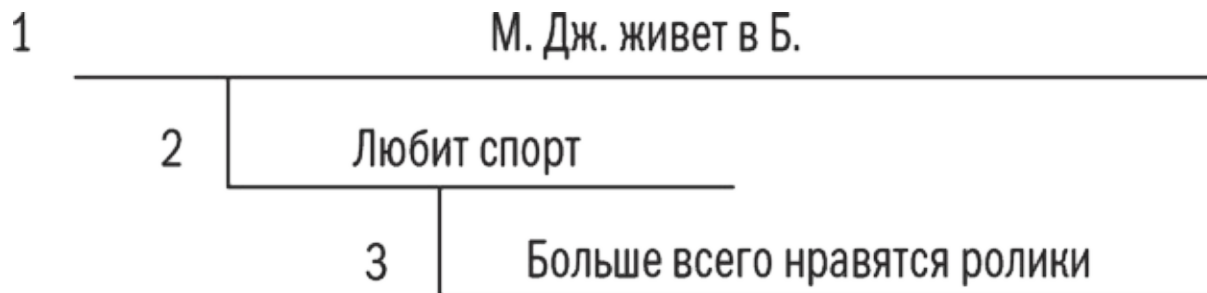 1 М. Дж. живет в Б.
2 Любит спорт
3 Больше всего нравятся ролики